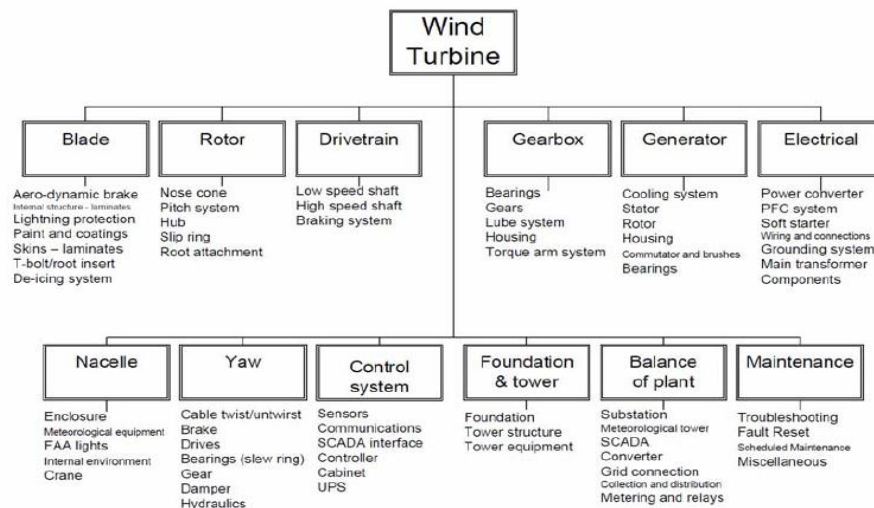 Wind
Turbine
Blade
Aero-dynamic brake
Internal structure - laminates
Lightning protection
Paint and coatings
Skins – laminates
T-bolt/root insert
De-icing system
Rotor
Nose cone
Pitch system
Hub
Slip ring
Root attachment
Drivetrain
Low speed shaft
High speed shaft
Braking system
Gearbox
Bearings
Gears
Lube system
Housing
Torque arm system
Generator
Cooling system
Stator
Rotor
Housing
Commutator and brushes
Bearings
Electrical
Power converter
PFC system
Soft starter
Wiring and connections
Grounding system
Main transformer
Components
Nacelle
Enclosure
Meteorological equipment
FAA lights
Internal environment
Crane
Yaw
Cable twist/untwirst
Brake
Drives
Bearings (slew ring)
Gear
Damper
Hydraulics
Control
system
Sensors
Communications
SCADA interface
Controller
Cabinet
UPS
Foundation
& tower
Foundation
Tower structure
Tower equipment
Balance
of plant
Substation
Meteorological tower
SCADA
Converter
Grid connection
Collection and distribution
Metering and relays
Maintenance
Troubleshooting
Fault Reset
Scheduled Maintenance
Miscellaneous